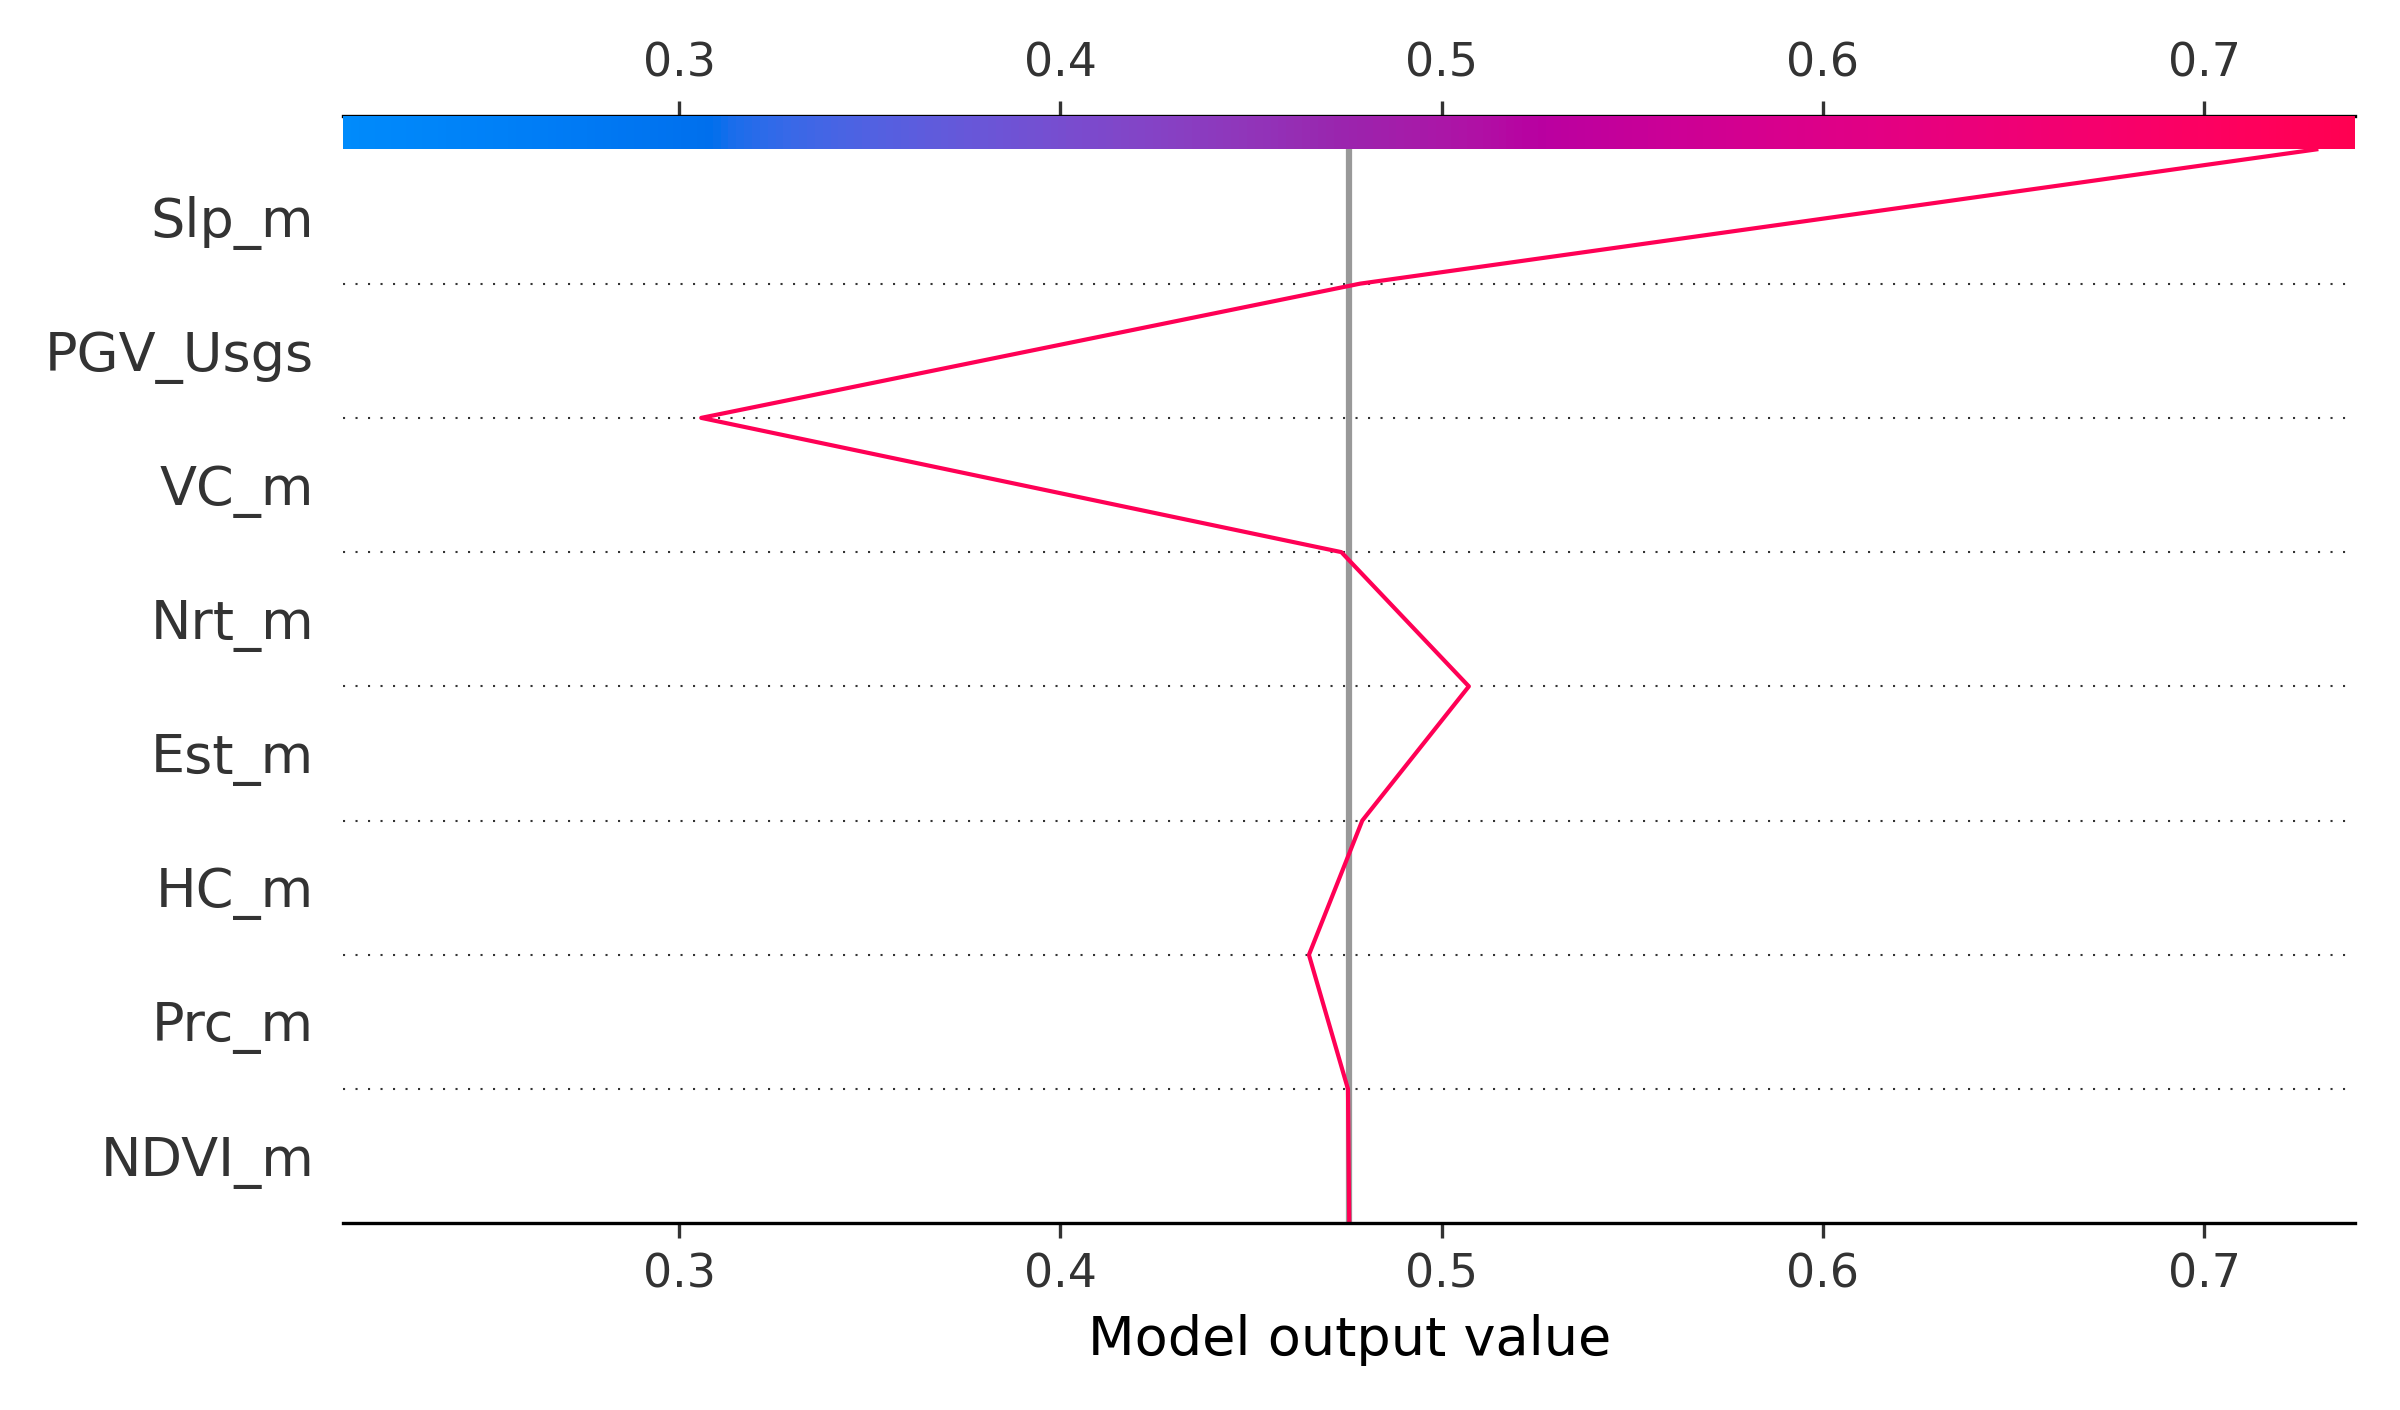 0.3 0.4 0.5 0.6 0.7
Slp_m
PGV_Usgs
VC_m
Nrt_m
Est_m
HC_m
Prc_m
NDVI_m
0.3 0.4 0.5 0.6 0.7
Model output value